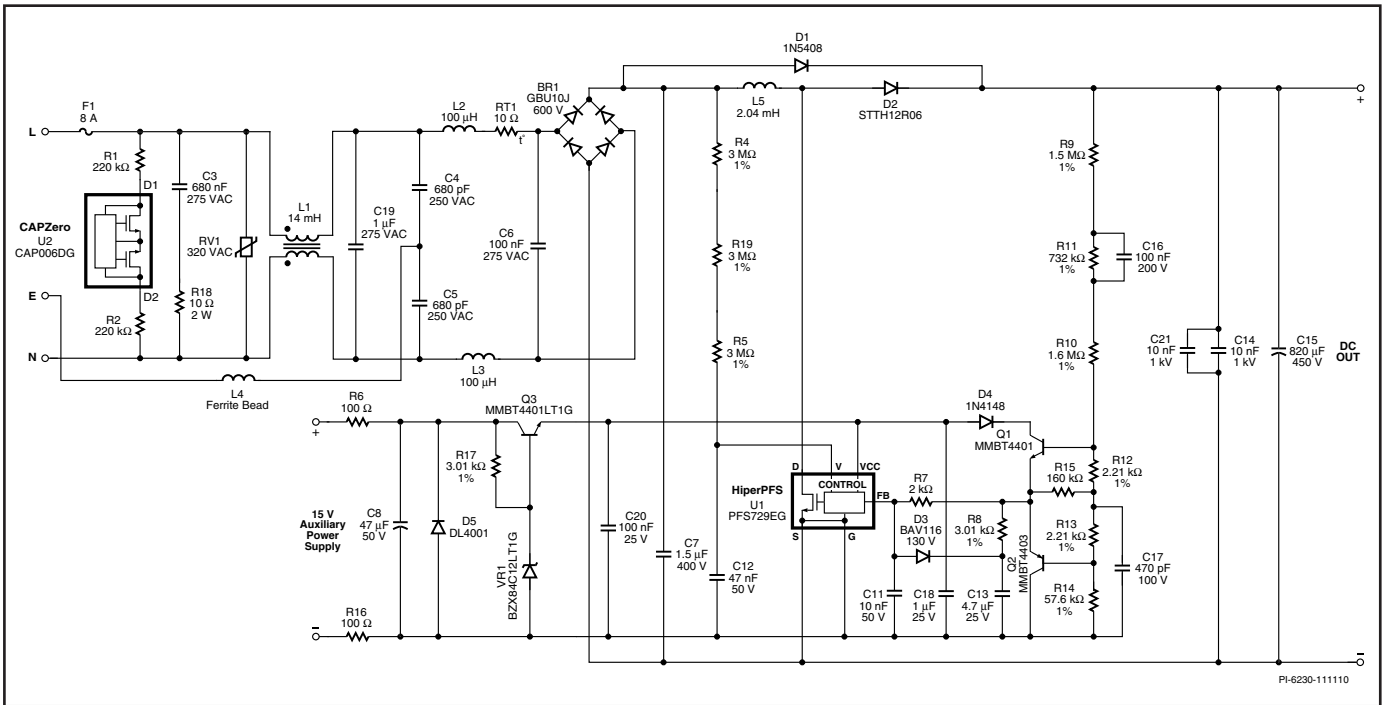 D1
1N5408
BR1
GBU10J
600 V
L5
2.04 mH
D2
STTH12R06
+
F1
8 A
L
L2
100 µH
RT1
10 Ω
t°
R1
220 kΩ
D1
C3
680 nF
275 VAC
CAPZero
U2
CAP006DG
RV1
320 VAC
L1
14 mH
C19
1 µF
275 VAC
C4
680 pF
250 VAC
C6
100 nF
275 VAC
R4
3 MΩ
1%
R9
1.5 MΩ
1%
R19
3 MΩ
1%
R11
732 kΩ
1%
C16
100 nF
200 V
D2
E
R18
10 Ω
2 W
C5
680 pF
250 VAC
R2
220 kΩ
N
L4
Ferrite Bead
L3
100 µH
R5
3 MΩ
1%
R10
1.6 MΩ
1%
C21
10 nF
1 kV
C14
10 nF
1 kV
C15
820 µF
450 V
DC
OUT
R6
100 Ω
+
Q3
MMBT4401LT1G
D4
1N4148
Q1
MMBT4401
R17
3.01 kΩ
1%
D
V
VCC
CONTROL
HiperPFS
U1
PFS729EG
FB
S
G
R7
2 kΩ
R15
160 kΩ
R12
2.21 kΩ
1%
15 V
Auxiliary
Power
Supply
C8
47 µF
50 V
D5
DL4001
VR1
BZX84C12LT1G
C20
100 nF
25 V
C7
1.5 µF
400 V
C12
47 nF
50 V
D3
BAV116
130 V
R8
3.01 kΩ
1%
Q2
MMBT4403
R13
2.21 kΩ
1%
C17
470 pF
100 V
C11
10 nF
50 V
C18
1 µF
25 V
C13
4.7 µF
25 V
R14
57.6 kΩ
1%
R16
100 Ω
–
–
PI-6230-111110